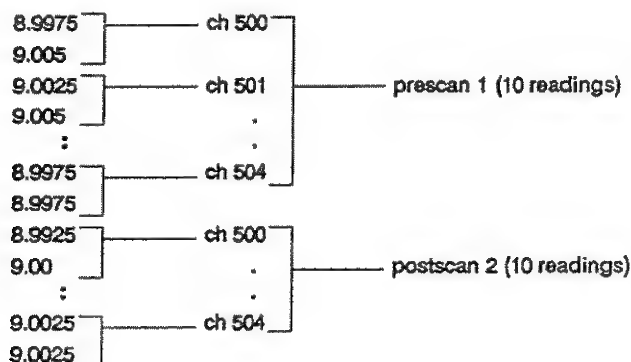 8.9975 ch 500
9.005
9.0025 ch 501 prescan 1 (10 readings)
9.005 .
: .
8.9975 ch 504
8.9975
8.9925 ch 500
9.00 . postscan 2 (10 readings)
: .
9.0025 ch 504
9.0025